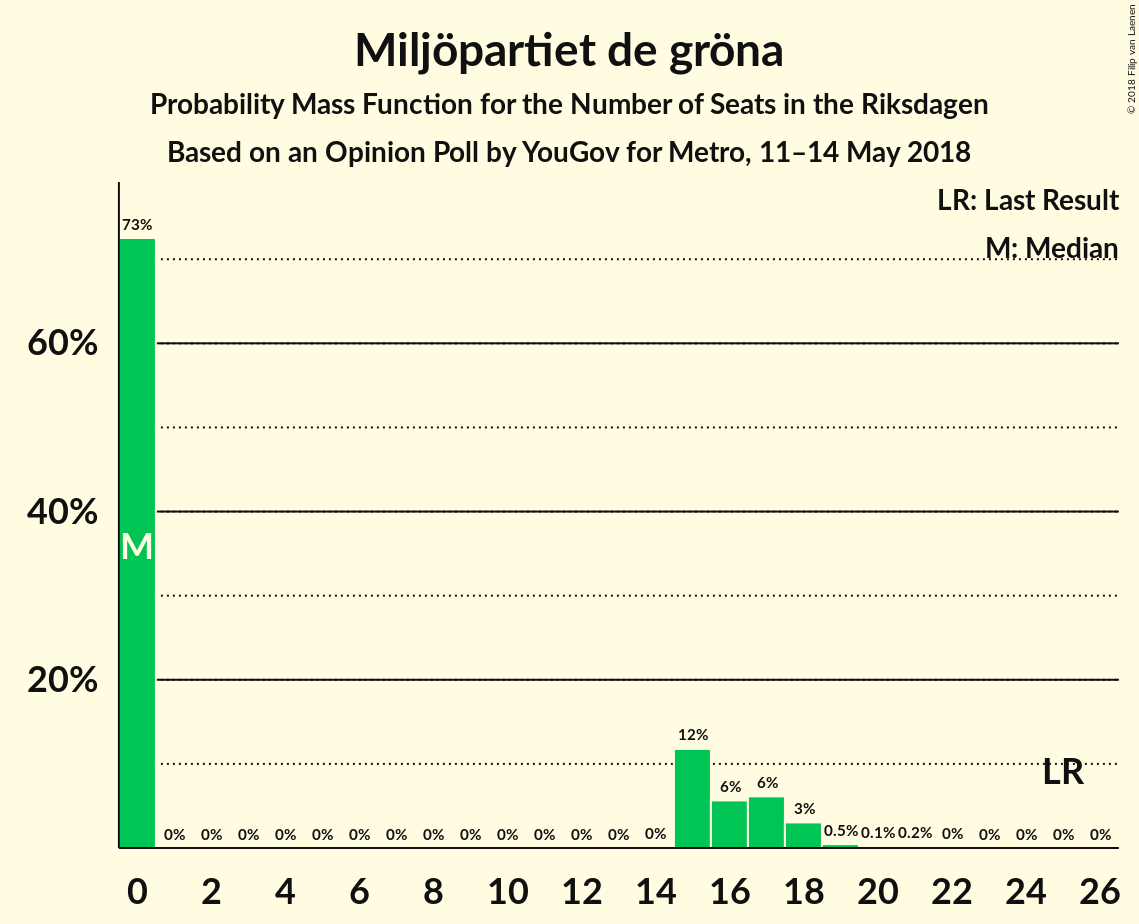 Miljöpartiet de gröna
Probability Mass Function for the Number of Seats in the Riksdagen
Based on an Opinion Poll by YouGov for Metro, 11–14 May 2018
© 2018 Filip van Laenen
LR: Last Result
M: Median
73%
60%
40%
M
20%
12%
6%
6%
LR
3%
0% 0% 0% 0% 0% 0% 0% 0% 0% 0% 0% 0% 0% 0% 0.5% 0.1% 0.2% 0% 0% 0% 0% 0%
0 2 4 6 8 10 12 14 16 18 20 22 24 26